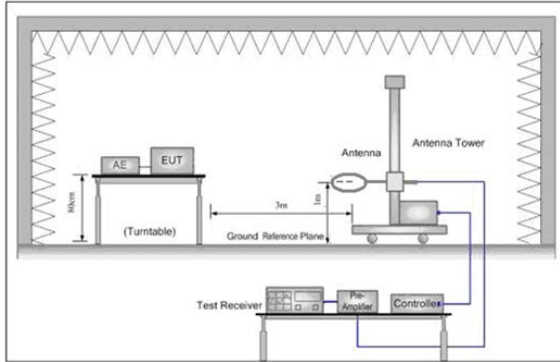 Antenna
Antenna Tower
AE
EUT
80cm
(Turntable)
3m
1m
Ground Reference Plane
Test Receiver
Pre-
Amplifier
Controller